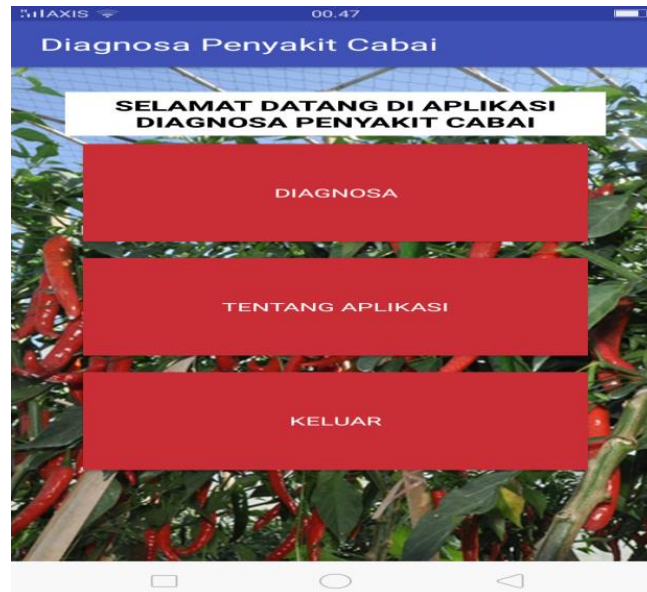 AXIS
00.47
Diagnosa Penyakit Cabai
SELAMAT DATANG DI APLIKASI
DIAGNOSA PENYAKIT CABAI
DIAGNOSA
TENTANG APLIKASI
KELUAR